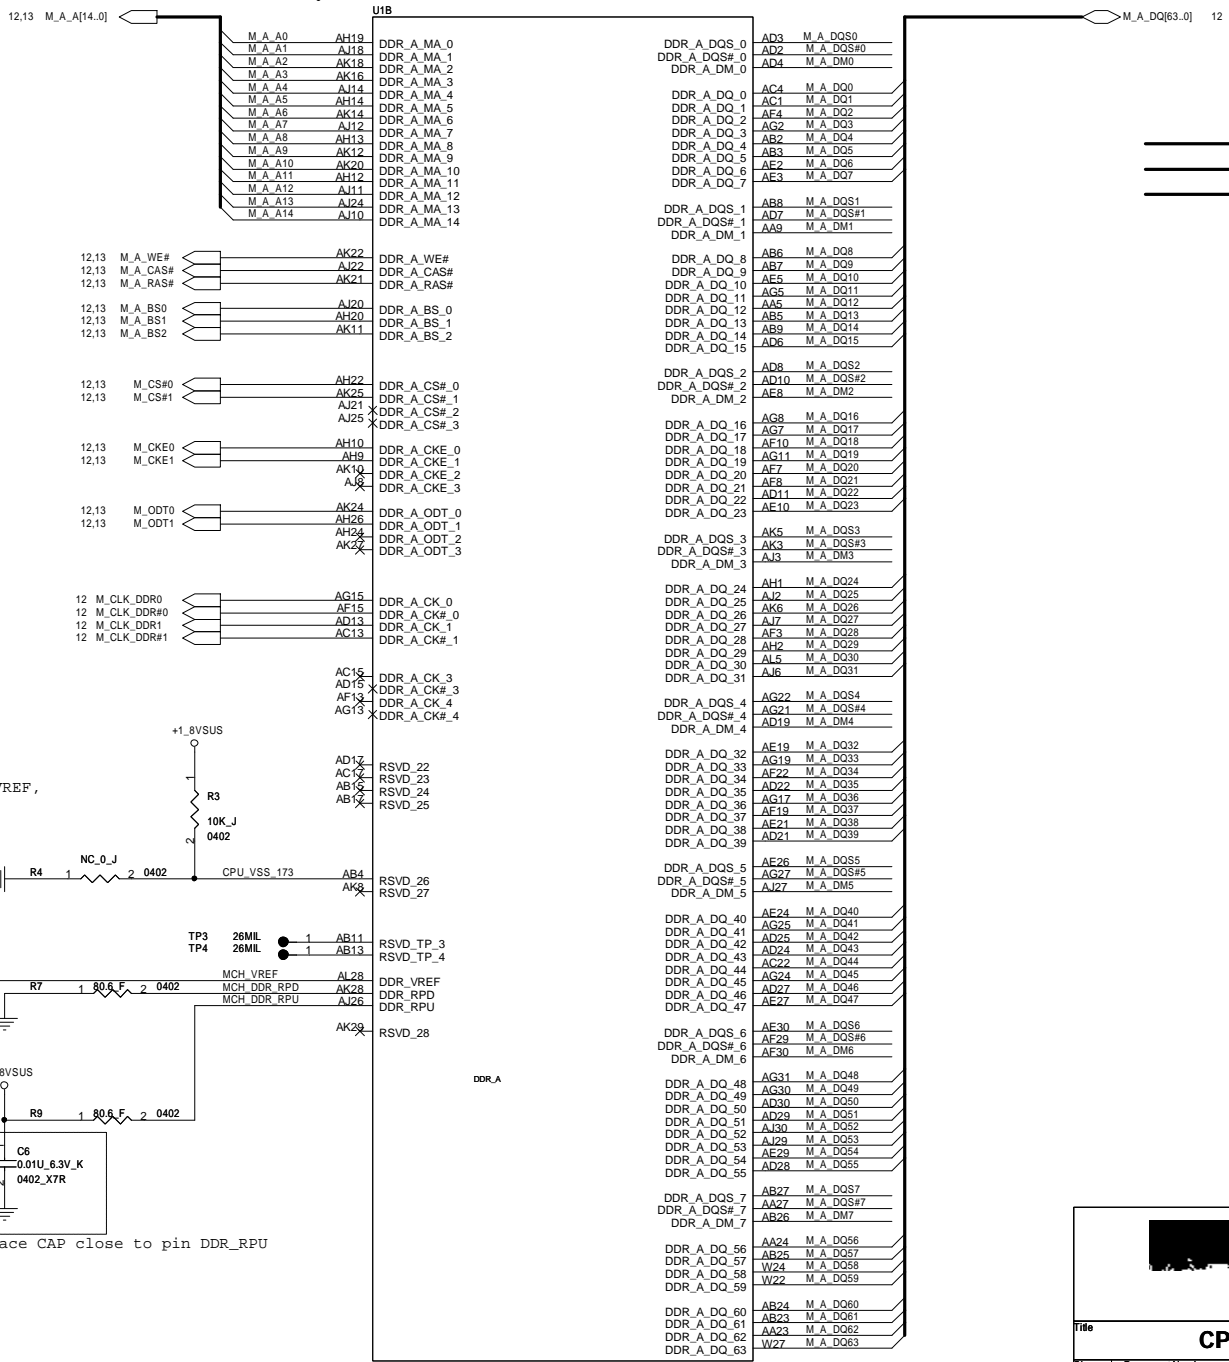 12,13 M_A_A[14..0]
U1B
M_A_DQ[63..0] 12
M_A_A0 AH19 DDR_A_MA_0
M_A_A1 AJ18 DDR_A_MA_1
M_A_A2 AK18 DDR_A_MA_2
M_A_A3 AK16 DDR_A_MA_3
M_A_A4 AJ14 DDR_A_MA_4
M_A_A5 AH14 DDR_A_MA_5
M_A_A6 AK14 DDR_A_MA_6
M_A_A7 AJ12 DDR_A_MA_7
M_A_A8 AH13 DDR_A_MA_8
M_A_A9 AK12 DDR_A_MA_9
M_A_A10 AK20 DDR_A_MA_10
M_A_A11 AH12 DDR_A_MA_11
M_A_A12 AJ11 DDR_A_MA_12
M_A_A13 AJ24 DDR_A_MA_13
M_A_A14 AJ10 DDR_A_MA_14
12,13 M_A_WE# AK22 DDR_A_WE#
12,13 M_A_CAS# AJ22 DDR_A_CAS#
12,13 M_A_RAS# AK21 DDR_A_RAS#
12,13 M_A_BS0 AJ20 DDR_A_BS_0
12,13 M_A_BS1 AH20 DDR_A_BS_1
12,13 M_A_BS2 AK11 DDR_A_BS_2
12,13 M_CS#0 AH22 DDR_A_CS#_0
12,13 M_CS#1 AK25 DDR_A_CS#_1
AJ21 DDR_A_CS#_2
AJ25 DDR_A_CS#_3
12,13 M_CKE0 AH10 DDR_A_CKE_0
12,13 M_CKE1 AH9 DDR_A_CKE_1
AK10 DDR_A_CKE_2
AJ8 DDR_A_CKE_3
12,13 M_ODT0 AK24 DDR_A_ODT_0
12,13 M_ODT1 AH26 DDR_A_ODT_1
AH24 DDR_A_ODT_2
AK27 DDR_A_ODT_3
12 M_CLK_DDR0 AG15 DDR_A_CK_0
12 M_CLK_DDR#0 AF15 DDR_A_CK#_0
12 M_CLK_DDR1 AD13 DDR_A_CK_1
12 M_CLK_DDR#1 AC13 DDR_A_CK#_1
AC15 DDR_A_CK_3
AD15 DDR_A_CK#_3
AF13 DDR_A_CK_4
AG13 DDR_A_CK#_4
+1_8VSUS
AD17 RSVD_22
AC17 RSVD_23
AB15 RSVD_24
AB17 RSVD_25
VREF,
1 R3
10K_J
2 0402
R4 1 NC_0_J 2 0402 CPU_VSS_173 AB4 RSVD_26
AK8 RSVD_27
TP3 26MIL 1 AB11 RSVD_TP_3
TP4 26MIL 1 AB13 RSVD_TP_4
MCH_VREF AL28 DDR_VREF
R7 1 80.6_F 2 0402 MCH_DDR_RPD AK28 DDR_RPD
MCH_DDR_RPU AJ26 DDR_RPU
AK29 RSVD_28
8VSUS
DDR_A
R9 1 80.6_F 2 0402
C6
0.01U_6.3V_K
0402_X7R
2
ace CAP close to pin DDR_RPU
DDR_A_DQS_0 AD3 M_A_DQS0
DDR_A_DQS#_0 AD2 M_A_DQS#0
DDR_A_DM_0 AD4 M_A_DM0
DDR_A_DQ_0 AC4 M_A_DQ0
DDR_A_DQ_1 AC1 M_A_DQ1
DDR_A_DQ_2 AF4 M_A_DQ2
DDR_A_DQ_3 AG2 M_A_DQ3
DDR_A_DQ_4 AB2 M_A_DQ4
DDR_A_DQ_5 AB3 M_A_DQ5
DDR_A_DQ_6 AE2 M_A_DQ6
DDR_A_DQ_7 AE3 M_A_DQ7
DDR_A_DQS_1 AB8 M_A_DQS1
DDR_A_DQS#_1 AD7 M_A_DQS#1
DDR_A_DM_1 AA9 M_A_DM1
DDR_A_DQ_8 AB6 M_A_DQ8
DDR_A_DQ_9 AB7 M_A_DQ9
DDR_A_DQ_10 AE5 M_A_DQ10
DDR_A_DQ_11 AG5 M_A_DQ11
DDR_A_DQ_12 AA5 M_A_DQ12
DDR_A_DQ_13 AB5 M_A_DQ13
DDR_A_DQ_14 AB9 M_A_DQ14
DDR_A_DQ_15 AD6 M_A_DQ15
DDR_A_DQS_2 AD8 M_A_DQS2
DDR_A_DQS#_2 AD10 M_A_DQS#2
DDR_A_DM_2 AE8 M_A_DM2
DDR_A_DQ_16 AG8 M_A_DQ16
DDR_A_DQ_17 AG7 M_A_DQ17
DDR_A_DQ_18 AF10 M_A_DQ18
DDR_A_DQ_19 AG11 M_A_DQ19
DDR_A_DQ_20 AF7 M_A_DQ20
DDR_A_DQ_21 AF8 M_A_DQ21
DDR_A_DQ_22 AD11 M_A_DQ22
DDR_A_DQ_23 AE10 M_A_DQ23
DDR_A_DQS_3 AK5 M_A_DQS3
DDR_A_DQS#_3 AK3 M_A_DQS#3
DDR_A_DM_3 AJ3 M_A_DM3
DDR_A_DQ_24 AH1 M_A_DQ24
DDR_A_DQ_25 AJ2 M_A_DQ25
DDR_A_DQ_26 AK6 M_A_DQ26
DDR_A_DQ_27 AJ7 M_A_DQ27
DDR_A_DQ_28 AF3 M_A_DQ28
DDR_A_DQ_29 AH2 M_A_DQ29
DDR_A_DQ_30 AL5 M_A_DQ30
DDR_A_DQ_31 AJ6 M_A_DQ31
DDR_A_DQS_4 AG22 M_A_DQS4
DDR_A_DQS#_4 AG21 M_A_DQS#4
DDR_A_DM_4 AD19 M_A_DM4
DDR_A_DQ_32 AE19 M_A_DQ32
DDR_A_DQ_33 AG19 M_A_DQ33
DDR_A_DQ_34 AF22 M_A_DQ34
DDR_A_DQ_35 AD22 M_A_DQ35
DDR_A_DQ_36 AG17 M_A_DQ36
DDR_A_DQ_37 AF19 M_A_DQ37
DDR_A_DQ_38 AE21 M_A_DQ38
DDR_A_DQ_39 AD21 M_A_DQ39
DDR_A_DQS_5 AE26 M_A_DQS5
DDR_A_DQS#_5 AG27 M_A_DQS#5
DDR_A_DM_5 AJ27 M_A_DM5
DDR_A_DQ_40 AE24 M_A_DQ40
DDR_A_DQ_41 AG25 M_A_DQ41
DDR_A_DQ_42 AD25 M_A_DQ42
DDR_A_DQ_43 AD24 M_A_DQ43
DDR_A_DQ_44 AC22 M_A_DQ44
DDR_A_DQ_45 AG24 M_A_DQ45
DDR_A_DQ_46 AD27 M_A_DQ46
DDR_A_DQ_47 AE27 M_A_DQ47
DDR_A_DQS_6 AE30 M_A_DQS6
DDR_A_DQS#_6 AF29 M_A_DQS#6
DDR_A_DM_6 AF30 M_A_DM6
DDR_A_DQ_48 AG31 M_A_DQ48
DDR_A_DQ_49 AG30 M_A_DQ49
DDR_A_DQ_50 AD30 M_A_DQ50
DDR_A_DQ_51 AD29 M_A_DQ51
DDR_A_DQ_52 AJ30 M_A_DQ52
DDR_A_DQ_53 AJ29 M_A_DQ53
DDR_A_DQ_54 AE29 M_A_DQ54
DDR_A_DQ_55 AD28 M_A_DQ55
DDR_A_DQS_7 AB27 M_A_DQS7
DDR_A_DQS#_7 AA27 M_A_DQS#7
DDR_A_DM_7 AB26 M_A_DM7
DDR_A_DQ_56 AA24 M_A_DQ56
DDR_A_DQ_57 AB25 M_A_DQ57
DDR_A_DQ_58 W24 M_A_DQ58
DDR_A_DQ_59 W22 M_A_DQ59
DDR_A_DQ_60 AB24 M_A_DQ60
DDR_A_DQ_61 AB23 M_A_DQ61
DDR_A_DQ_62 AA23 M_A_DQ62
DDR_A_DQ_63 W27 M_A_DQ63
Title
CP